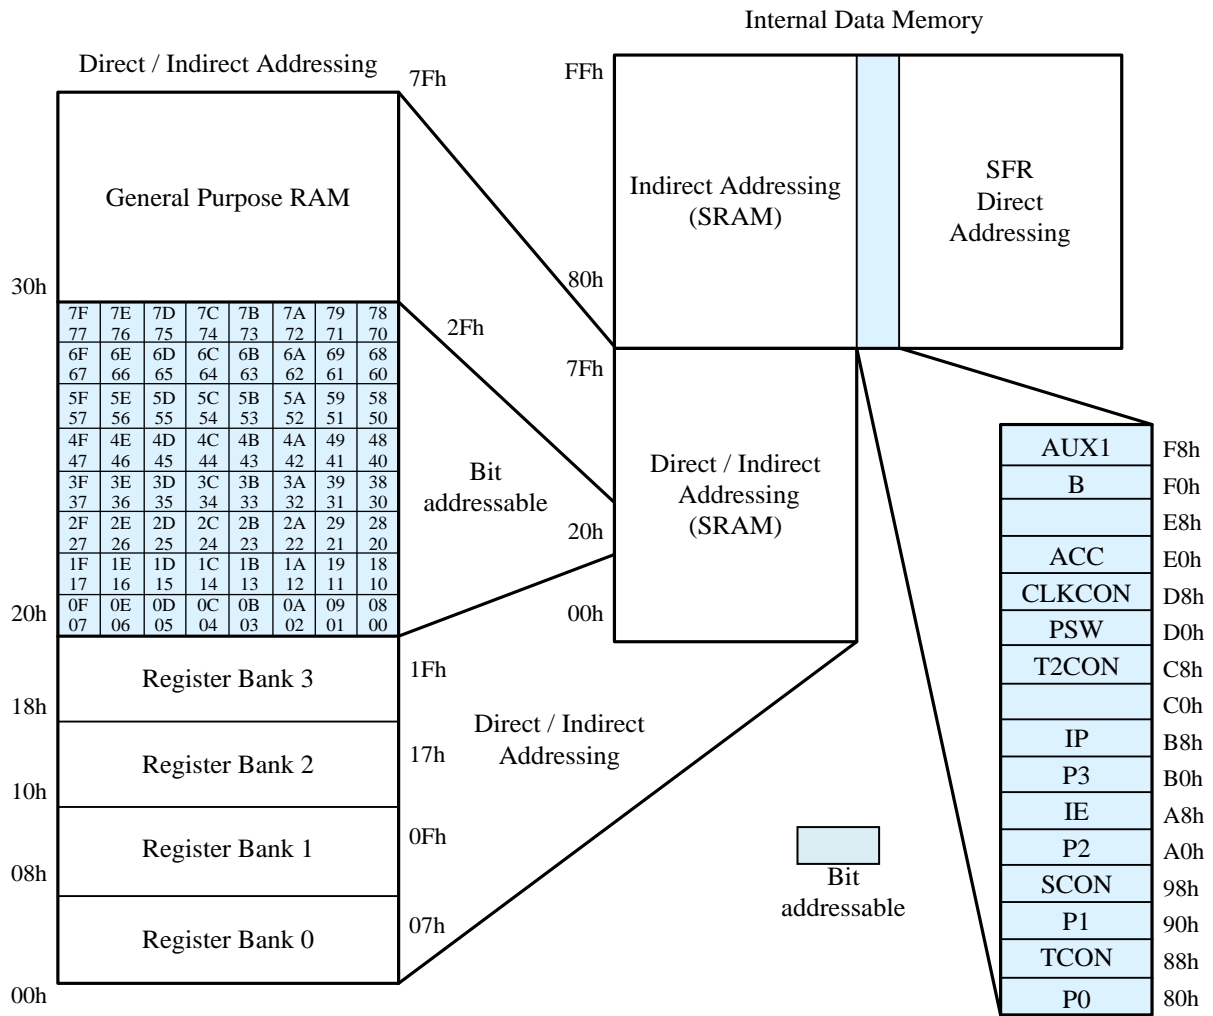 Internal Data Memory
Direct / Indirect Addressing
7Fh
General Purpose RAM
30h
7F 7E 7D 7C 7B 7A 79 78
77 76 75 74 73 72 71 70
6F 6E 6D 6C 6B 6A 69 68
67 66 65 64 63 62 61 60
5F 5E 5D 5C 5B 5A 59 58
57 56 55 54 53 52 51 50
4F 4E 4D 4C 4B 4A 49 48
47 46 45 44 43 42 41 40
3F 3E 3D 3C 3B 3A 39 38
37 36 35 34 33 32 31 30
2F 2E 2D 2C 2B 2A 29 28
27 26 25 24 23 22 21 20
1F 1E 1D 1C 1B 1A 19 18
17 16 15 14 13 12 11 10
0F 0E 0D 0C 0B 0A 09 08
07 06 05 04 03 02 01 00
2Fh
Bit
addressable
20h
Register Bank 3
1Fh
18h
Register Bank 2
17h
10h
Register Bank 1
0Fh
08h
Register Bank 0
07h
00h
Direct / Indirect
Addressing
FFh
Indirect Addressing
(SRAM)
80h
SFR
Direct
Addressing
7Fh
Direct / Indirect
Addressing
(SRAM)
20h
00h
Bit
addressable
AUX1 F8h
B F0h
E8h
ACC E0h
CLKCON D8h
PSW D0h
T2CON C8h
C0h
IP B8h
P3 B0h
IE A8h
P2 A0h
SCON 98h
P1 90h
TCON 88h
P0 80h